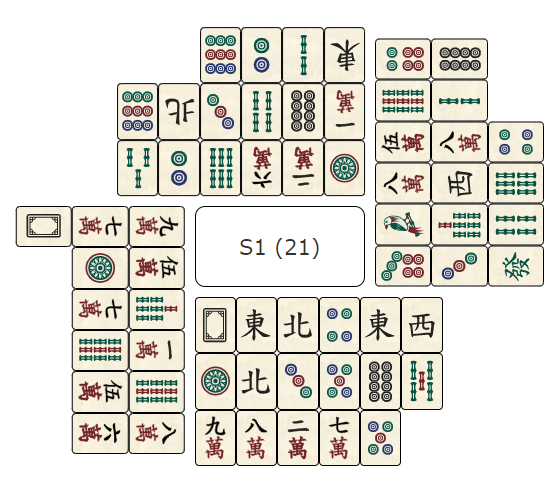 東
北 一萬
六萬 二萬
伍萬 八萬
八萬 西
發
七萬 九萬
伍萬
七萬
一萬
伍萬
六萬 八萬
S1 (21)
東 北 東 西
北
九萬 八萬 二萬 七萬